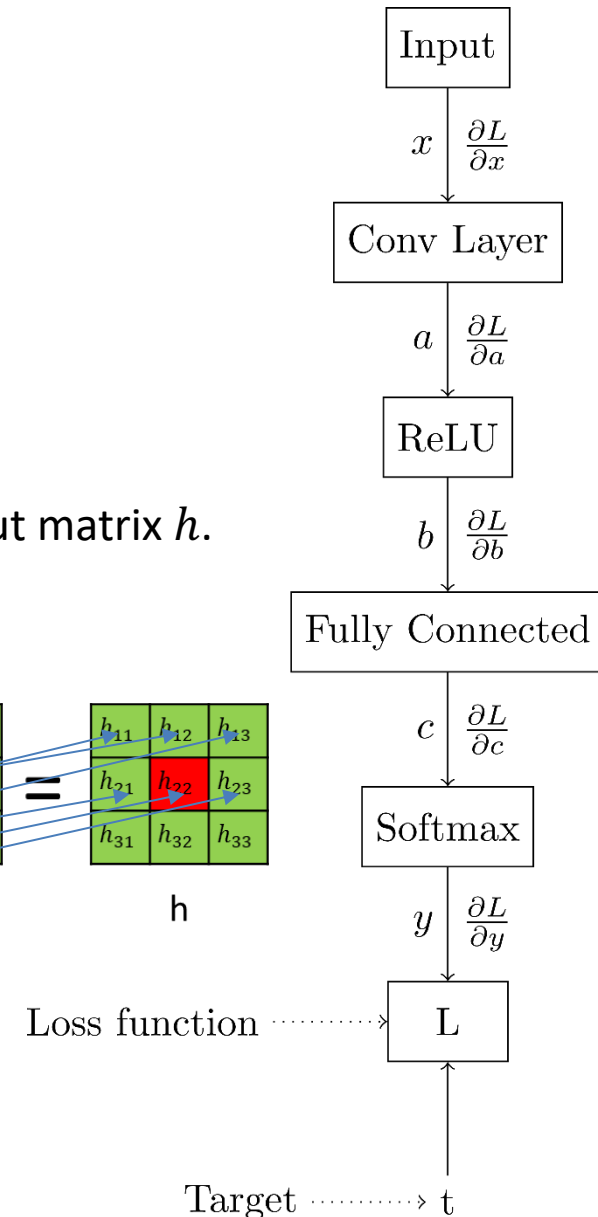 Input
x ∂L/∂x
Conv Layer
a ∂L/∂a
ReLU
ut matrix h.
b ∂L/∂b
Fully Connected
h₁₁ h₁₂ h₁₃
c ∂L/∂c
= h₂₁ h₂₂ h₂₃
h₃₁ h₃₂ h₃₃
Softmax
h
y ∂L/∂y
Loss function L
Target t